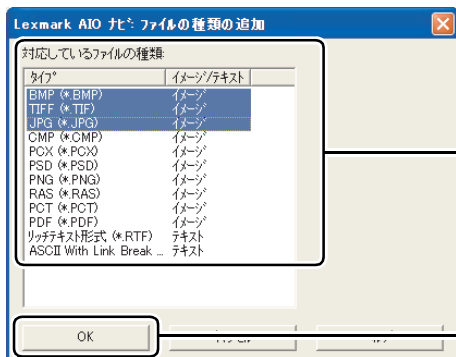 Lexmark AIO ナビ: ファイルの種類の追加
対応しているファイルの種類:
タイプ イメージ/テキスト
BMP (*.BMP) イメージ
TIFF (*.TIF) イメージ
JPG (*.JPG) イメージ
CMP (*.CMP) イメージ
PCX (*.PCX) イメージ
PSD (*.PSD) イメージ
PNG (*.PNG) イメージ
RAS (*.RAS) イメージ
PCT (*.PCT) イメージ
PDF (*.PDF) イメージ
リッチテキスト形式 (*.RTF) テキスト
ASCII With Link Break ... テキスト
OK